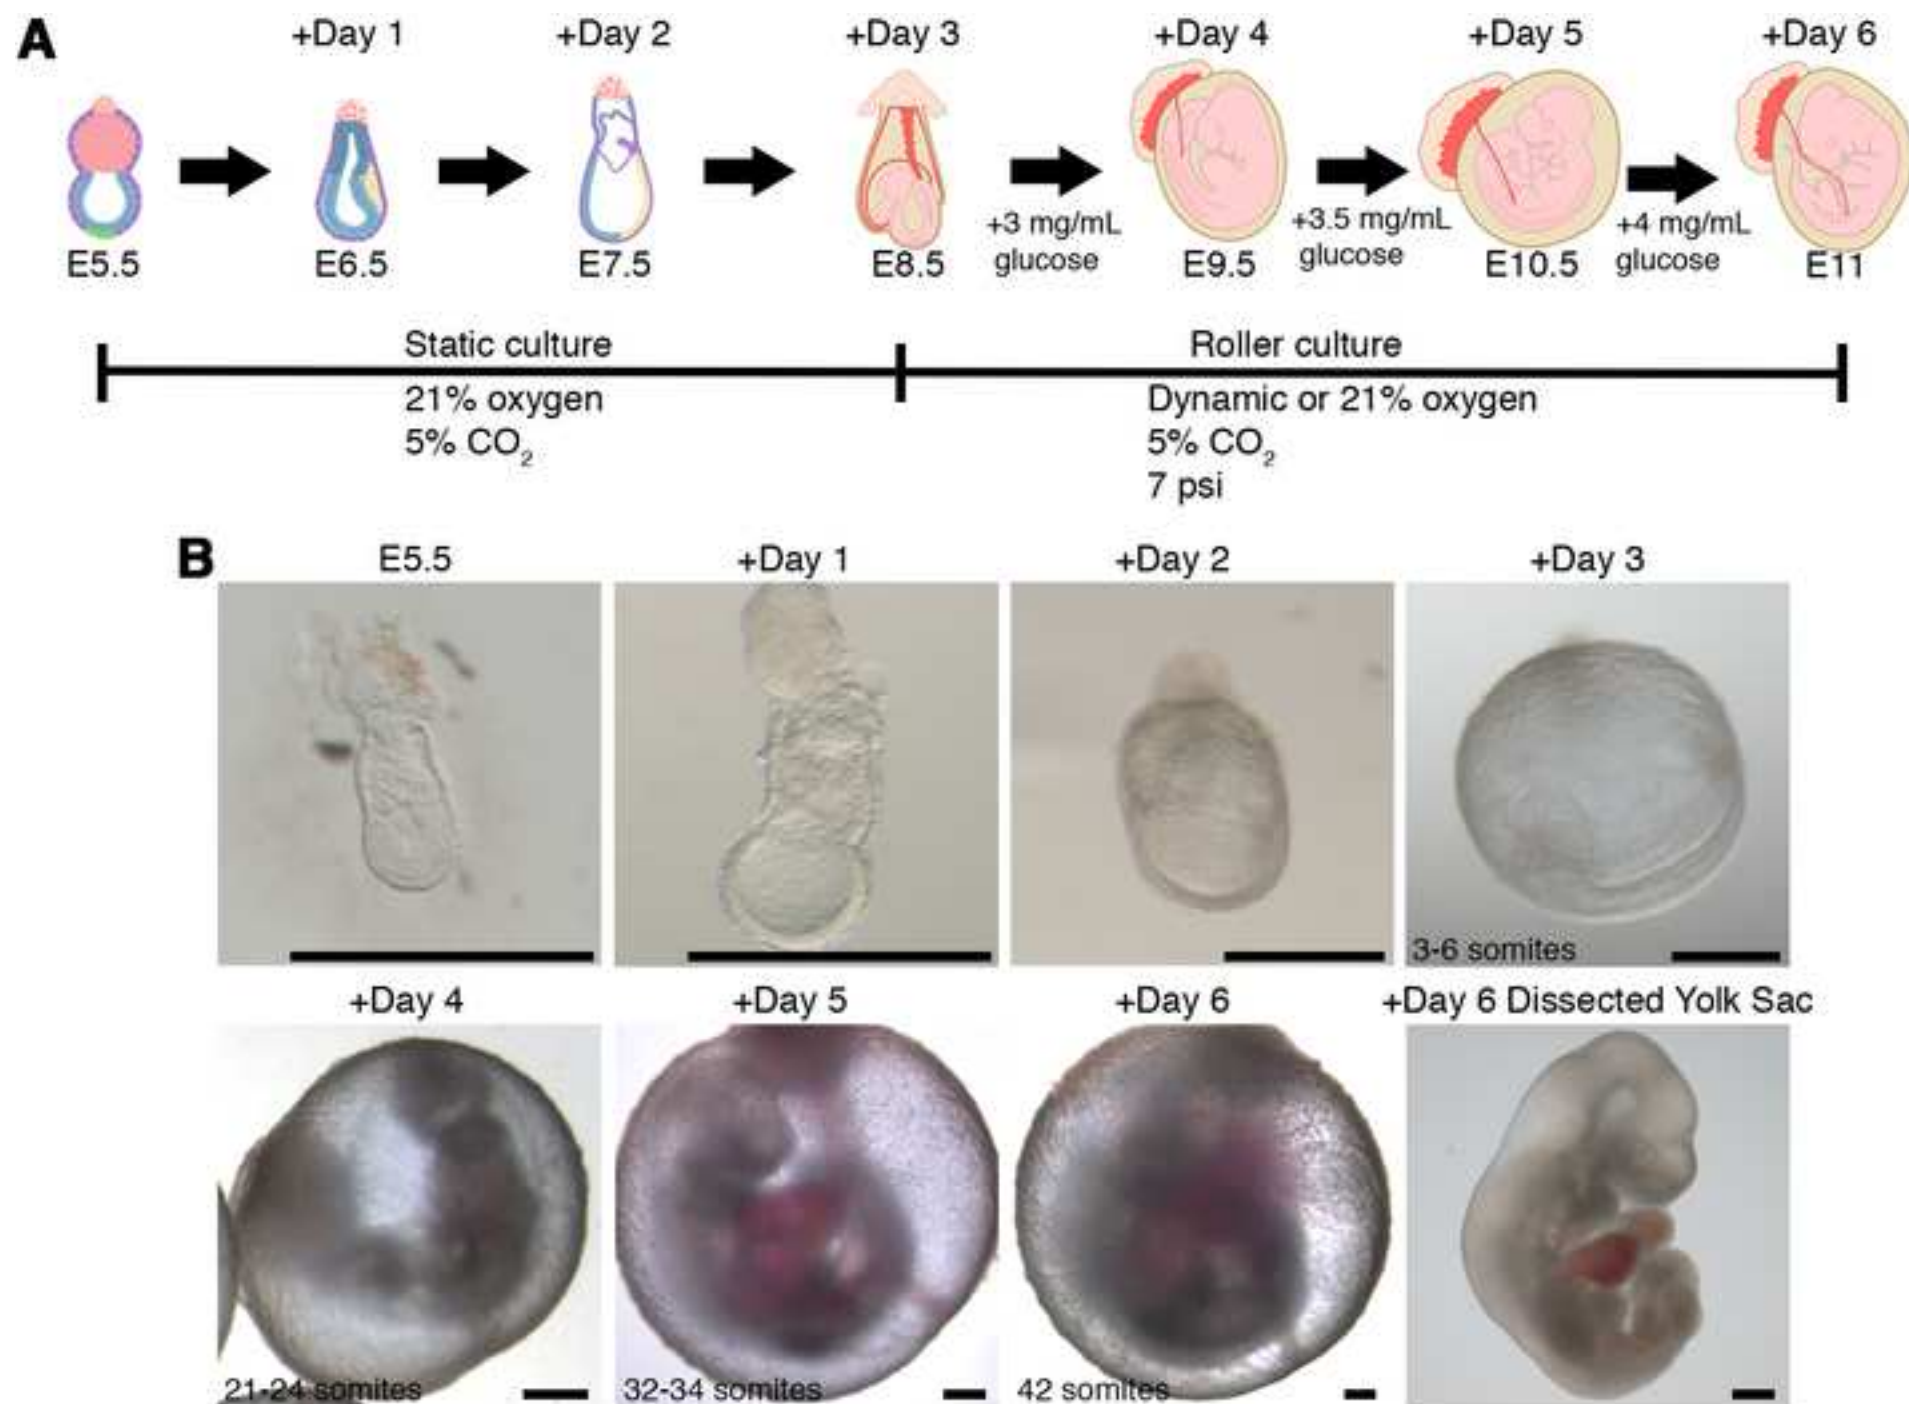 A
+Day 1
+Day 2
+Day 3
+Day 4
+Day 5
+Day 6
+3 mg/mL
glucose
+3.5 mg/mL
glucose
+4 mg/mL
glucose
E5.5
E6.5
E7.5
E8.5
E9.5
E10.5
E11
Static culture
Roller culture
21% oxygen
5% CO₂
Dynamic or 21% oxygen
5% CO₂
7 psi
B
E5.5
+Day 1
+Day 2
+Day 3
3-6 somites
+Day 4
+Day 5
+Day 6
+Day 6 Dissected Yolk Sac
21-24 somites
32-34 somites
42 somites